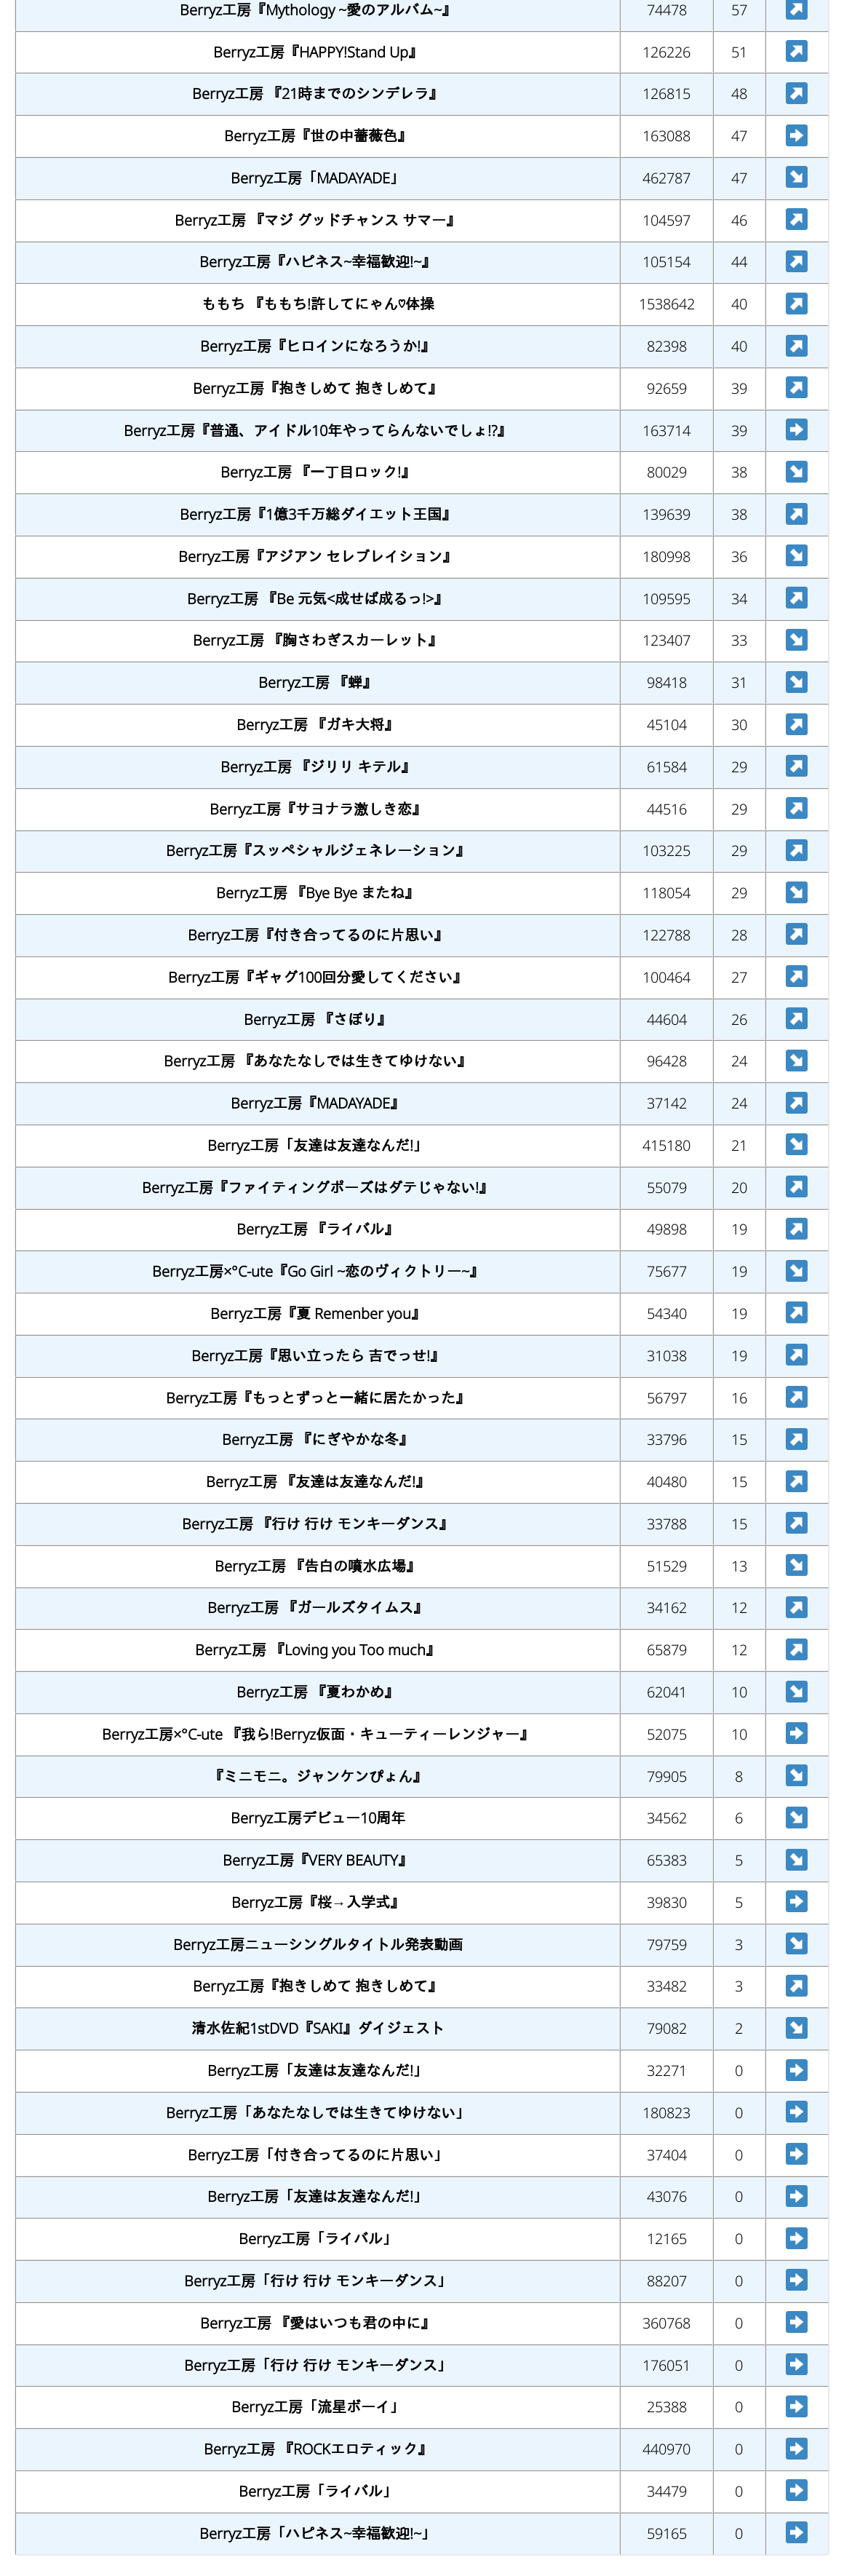 Berryz工房『Mythology ~愛のアルバム~』 74478 57 ↗
Berryz工房『HAPPY!Stand Up』 126226 51 ↗
Berryz工房 『21時までのシンデレラ』 126815 48 ↗
Berryz工房『世の中薔薇色』 163088 47 ➡
Berryz工房「MADAYADE」 462787 47 ↘
Berryz工房 『マジ グッドチャンス サマー』 104597 46 ↗
Berryz工房『ハピネス~幸福歓迎!~』 105154 44 ↗
ももち 『ももち!許してにゃん♡体操 1538642 40 ↗
Berryz工房『ヒロインになろうか!』 82398 40 ↗
Berryz工房『抱きしめて 抱きしめて』 92659 39 ↗
Berryz工房『普通、アイドル10年やってらんないでしょ!?』 163714 39 ➡
Berryz工房 『一丁目ロック!』 80029 38 ↘
Berryz工房『1億3千万総ダイエット王国』 139639 38 ↗
Berryz工房『アジアン セレブレイション』 180998 36 ↘
Berryz工房 『Be 元気<成せば成るっ!>』 109595 34 ↗
Berryz工房 『胸さわぎスカーレット』 123407 33 ↘
Berryz工房 『蝉』 98418 31 ↘
Berryz工房 『ガキ大将』 45104 30 ↗
Berryz工房 『ジリリ キテル』 61584 29 ↗
Berryz工房『サヨナラ激しき恋』 44516 29 ↗
Berryz工房『スッペシャルジェネレ〜ション』 103225 29 ↗
Berryz工房 『Bye Bye またね』 118054 29 ↘
Berryz工房『付き合ってるのに片思い』 122788 28 ↗
Berryz工房『ギャグ100回分愛してください』 100464 27 ↗
Berryz工房 『さぼり』 44604 26 ↗
Berryz工房 『あなたなしでは生きてゆけない』 96428 24 ↘
Berryz工房『MADAYADE』 37142 24 ↗
Berryz工房「友達は友達なんだ!」 415180 21 ↘
Berryz工房『ファイティングポーズはダテじゃない!』 55079 20 ↗
Berryz工房 『ライバル』 49898 19 ↗
Berryz工房×°C-ute『Go Girl ~恋のヴィクトリー~』 75677 19 ↘
Berryz工房『夏 Remenber you』 54340 19 ↗
Berryz工房『思い立ったら 吉でっせ!』 31038 19 ↗
Berryz工房『もっとずっと一緒に居たかった』 56797 16 ↗
Berryz工房 『にぎやかな冬』 33796 15 ↗
Berryz工房 『友達は友達なんだ!』 40480 15 ↗
Berryz工房 『行け 行け モンキーダンス』 33788 15 ↗
Berryz工房 『告白の噴水広場』 51529 13 ↘
Berryz工房 『ガールズタイムス』 34162 12 ↗
Berryz工房 『Loving you Too much』 65879 12 ↗
Berryz工房 『夏わかめ』 62041 10 ↘
Berryz工房×°C-ute 『我ら!Berryz仮面・キューティーレンジャー』 52075 10 ➡
『ミニモニ。ジャンケンぴょん』 79905 8 ↘
Berryz工房デビュー10周年 34562 6 ↘
Berryz工房『VERY BEAUTY』 65383 5 ↘
Berryz工房『桜→入学式』 39830 5 ➡
Berryz工房ニューシングルタイトル発表動画 79759 3 ↘
Berryz工房『抱きしめて 抱きしめて』 33482 3 ↗
清水佐紀1stDVD『SAKI』ダイジェスト 79082 2 ↘
Berryz工房「友達は友達なんだ!」 32271 0 ➡
Berryz工房「あなたなしでは生きてゆけない」 180823 0 ➡
Berryz工房「付き合ってるのに片思い」 37404 0 ➡
Berryz工房「友達は友達なんだ!」 43076 0 ➡
Berryz工房「ライバル」 12165 0 ➡
Berryz工房「行け 行け モンキーダンス」 88207 0 ➡
Berryz工房 『愛はいつも君の中に』 360768 0 ➡
Berryz工房「行け 行け モンキーダンス」 176051 0 ➡
Berryz工房「流星ボーイ」 25388 0 ➡
Berryz工房 『ROCKエロティック』 440970 0 ➡
Berryz工房「ライバル」 34479 0 ➡
Berryz工房「ハピネス~幸福歓迎!~」 59165 0 ➡